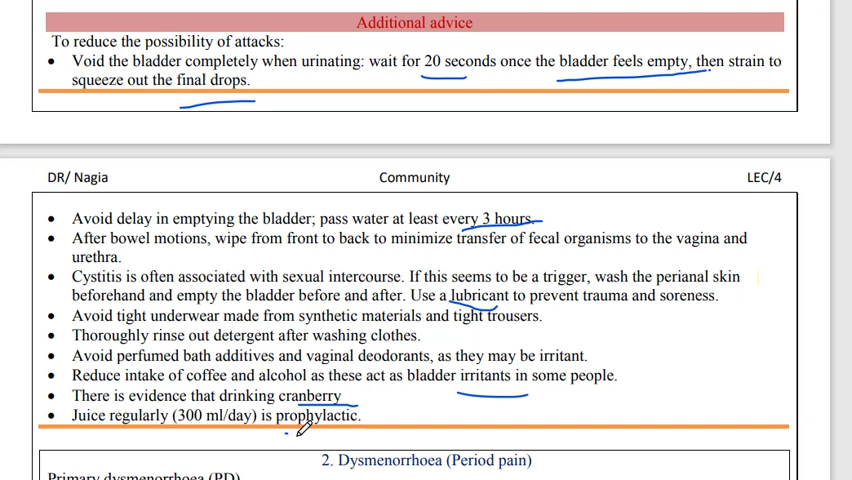 Additional advice
To reduce the possibility of attacks:
• Void the bladder completely when urinating: wait for 20 seconds once the bladder feels empty, then strain to
squeeze out the final drops.
DR/ Nagia Community LEC/4
• Avoid delay in emptying the bladder; pass water at least every 3 hours.
• After bowel motions, wipe from front to back to minimize transfer of fecal organisms to the vagina and
urethra.
• Cystitis is often associated with sexual intercourse. If this seems to be a trigger, wash the perianal skin
beforehand and empty the bladder before and after. Use a lubricant to prevent trauma and soreness.
• Avoid tight underwear made from synthetic materials and tight trousers.
• Thoroughly rinse out detergent after washing clothes.
• Avoid perfumed bath additives and vaginal deodorants, as they may be irritant.
• Reduce intake of coffee and alcohol as these act as bladder irritants in some people.
• There is evidence that drinking cranberry
• Juice regularly (300 ml/day) is prophylactic.
2. Dysmenorrhoea (Period pain)
Primary dysmenorrhoea (PD)